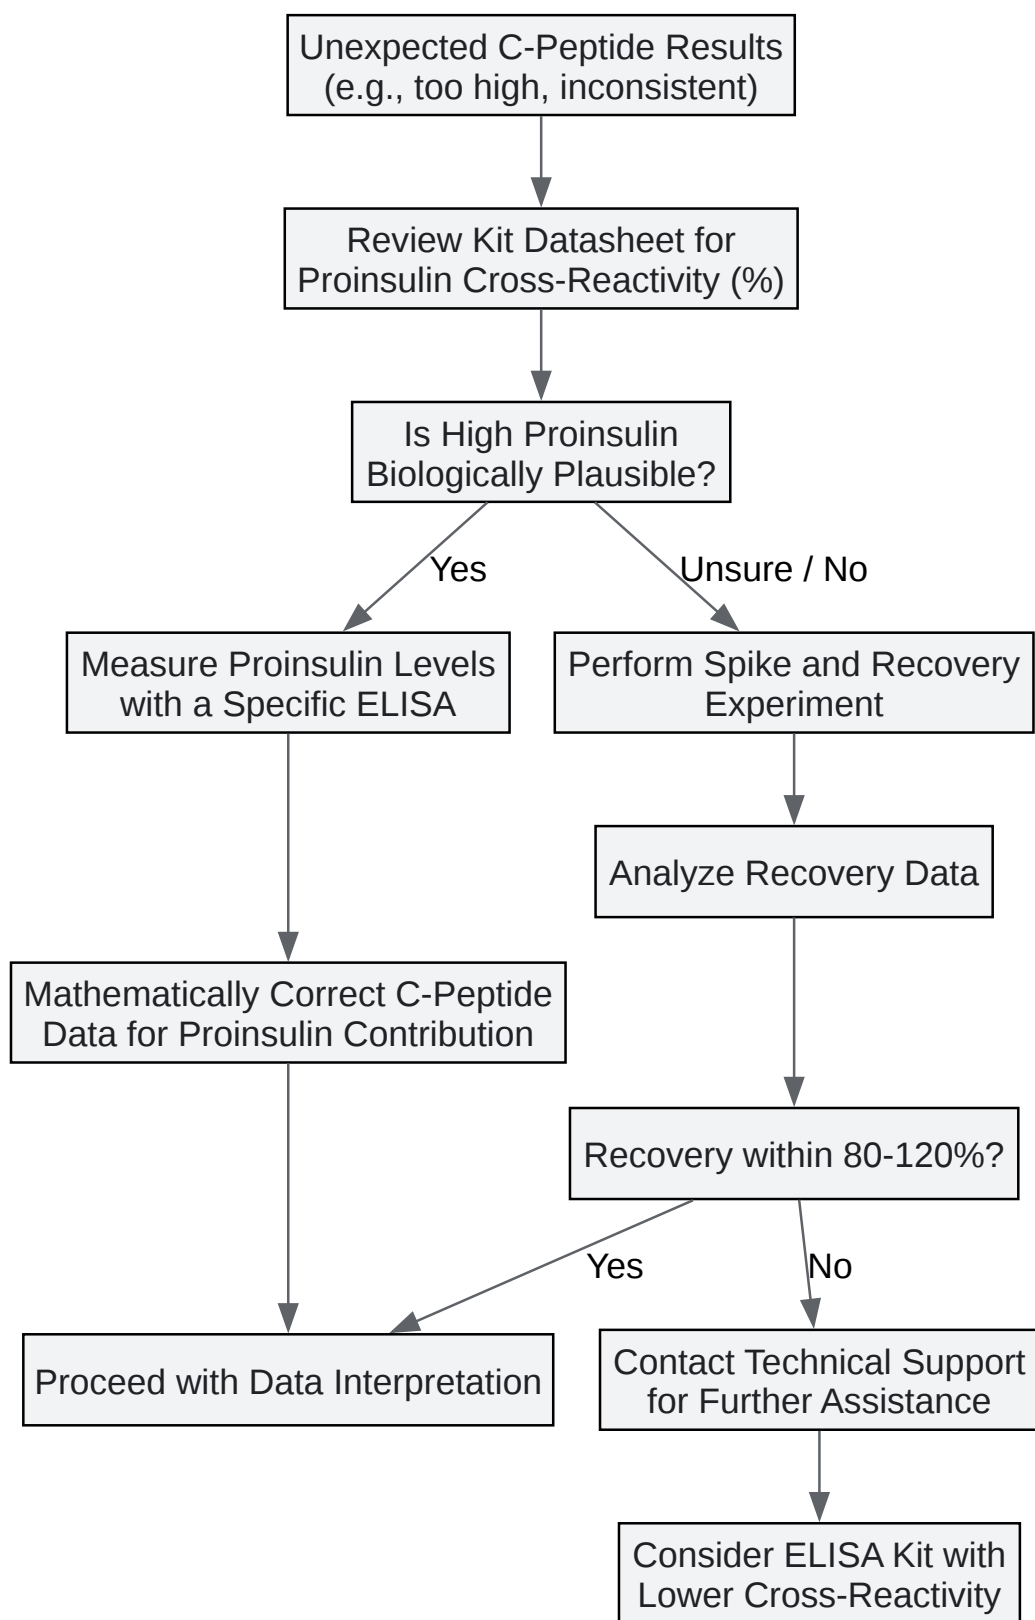 Unexpected C-Peptide Results
(e.g., too high, inconsistent)
Review Kit Datasheet for
Proinsulin Cross-Reactivity (%)
Is High Proinsulin
Biologically Plausible?
Yes
Unsure / No
Measure Proinsulin Levels
with a Specific ELISA
Perform Spike and Recovery
Experiment
Analyze Recovery Data
Mathematically Correct C-Peptide
Data for Proinsulin Contribution
Recovery within 80-120%?
Yes
No
Proceed with Data Interpretation
Contact Technical Support
for Further Assistance
Consider ELISA Kit with
Lower Cross-Reactivity